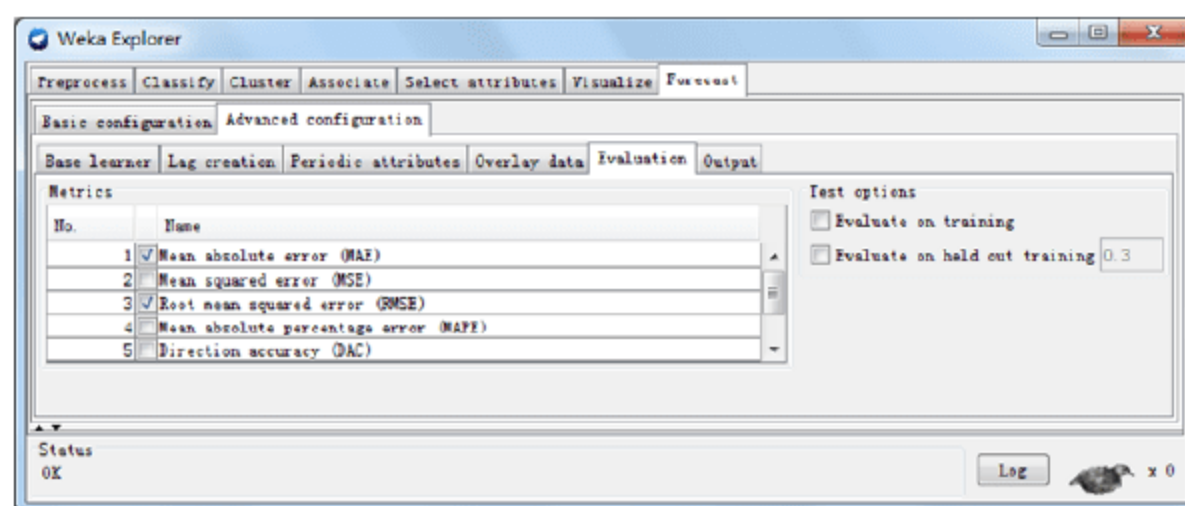 Weka Explorer
Preprocess Classify Cluster Associate Select attributes Visualize Forecast
Basic configuration Advanced configuration
Base learner Lag creation Periodic attributes Overlay data Evaluation Output
Metrics
No. Name
1 Mean absolute error (MAE)
2 Mean squared error (MSE)
3 Root mean squared error (RMSE)
4 Mean absolute percentage error (MAPE)
5 Direction accuracy (DAC)
Test options
Evaluate on training
Evaluate on held out training 0.3
Status
OK
Log x 0